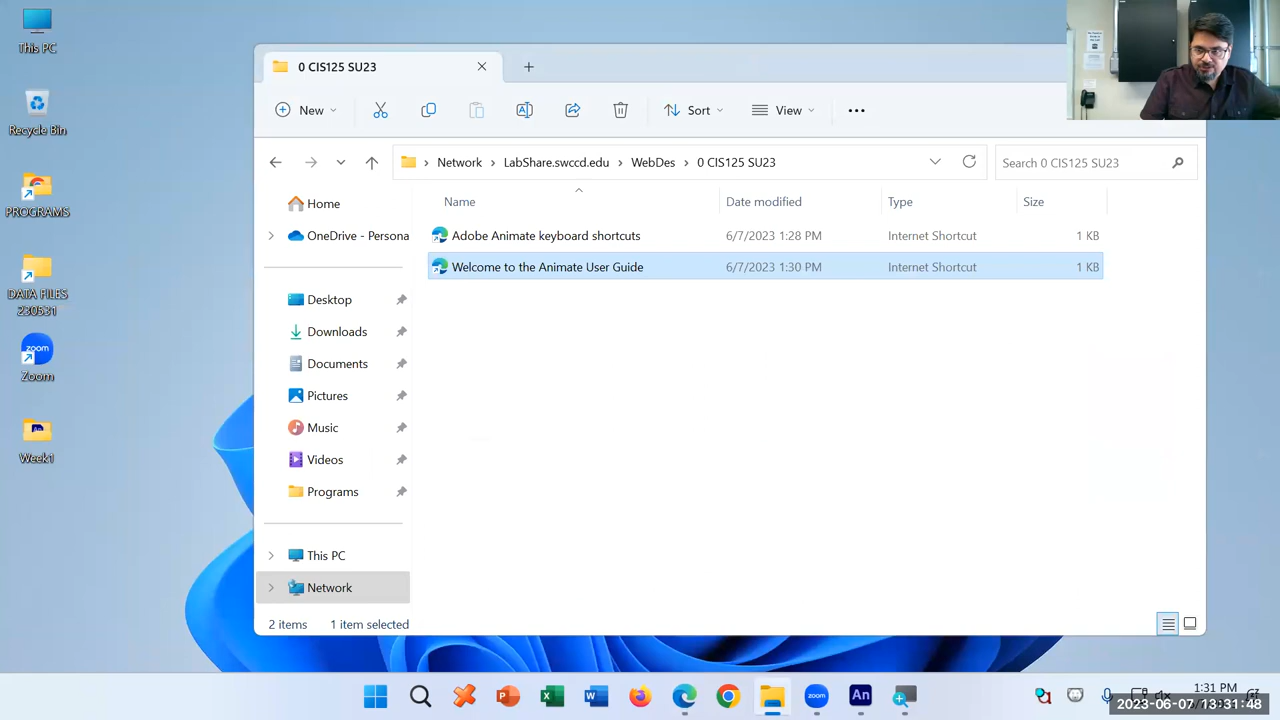 This PC
Recycle Bin
PROGRAMS
DATA FILES
230531
zoom
Zoom
Week1
0 CIS125 SU23
New
Sort
View
Network
LabShare.swccd.edu
WebDes
0 CIS125 SU23
Search 0 CIS125 SU23
Name
Date modified
Type
Size
Adobe Animate keyboard shortcuts
6/7/2023 1:28 PM
Internet Shortcut
1 KB
Welcome to the Animate User Guide
6/7/2023 1:30 PM
Internet Shortcut
1 KB
Home
OneDrive - Persona
Desktop
Downloads
Documents
Pictures
Music
Videos
Programs
This PC
Network
2 items
1 item selected
zoom
An
1:31 PM
2023-06-07 13:31:48